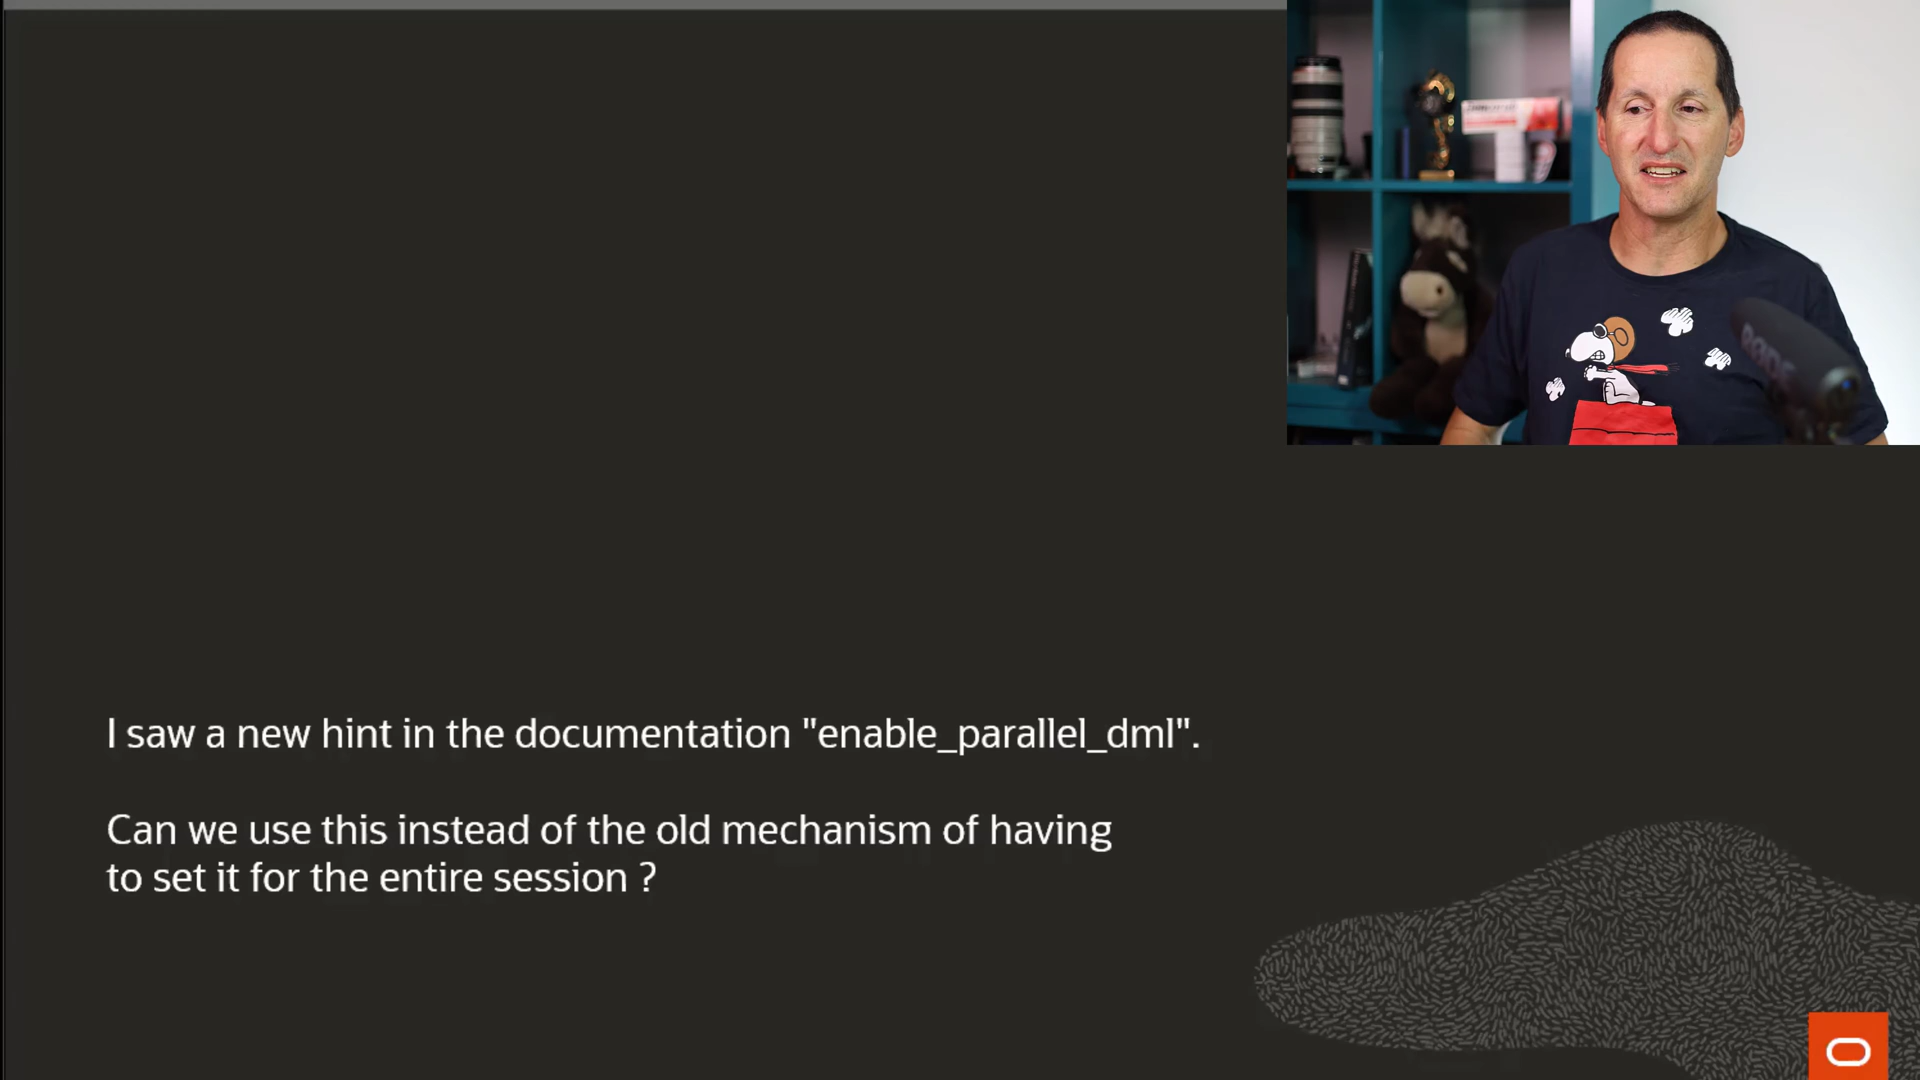 RODE
I saw a new hint in the documentation "enable_parallel_dml".
Can we use this instead of the old mechanism of having
to set it for the entire session ?